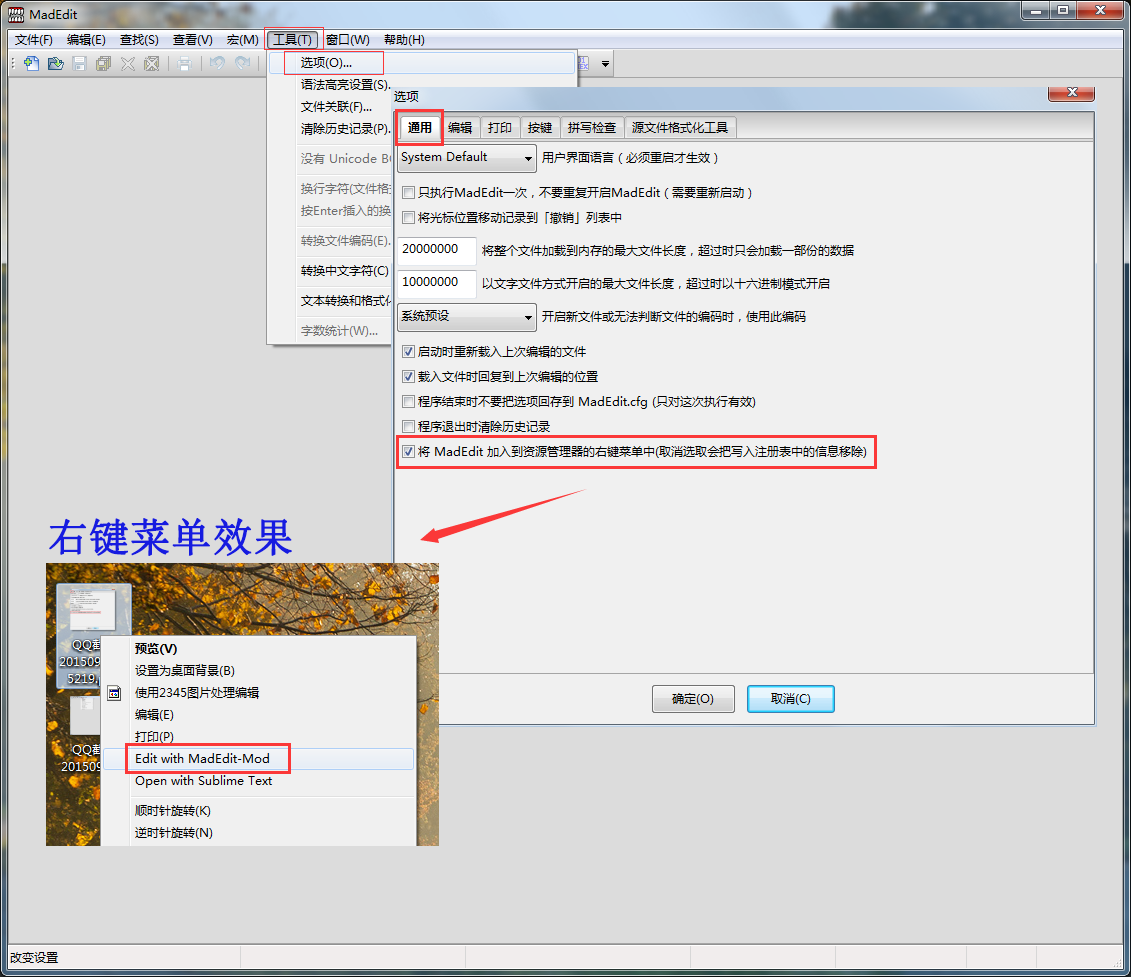 MadEdit
文件(F) 编辑(E) 查找(S) 查看(V) 宏(M) 工具(T) 窗口(W) 帮助(H)
选项(O)...
语法高亮设置(S).
文件关联(F)...
清除历史记录(P).
没有 Unicode
换行字符(文件格
按Enter插入的换
转换文件编码(E).
转换中文字符(C)
文本转换和格式
字数统计(W)...
选项
通用 编辑 打印 按键 拼写检查 源文件格式化工具
System Default 用户界面语言（必须重启才生效）
只执行MadEdit一次，不要重复开启MadEdit（需要重新启动）
将光标位置移动记录到「撤销」列表中
20000000 将整个文件加载到内存的最大文件长度，超过时只会加载一部份的数据
10000000 以文字文件方式开启的最大文件长度，超过时以十六进制模式开启
系统预设 开启新文件或无法判断文件的编码时，使用此编码
启动时重新载入上次编辑的文件
载入文件时回复到上次编辑的位置
程序结束时不要把选项回存到 MadEdit.cfg (只对这次执行有效)
程序退出时清除历史记录
将 MadEdit 加入到资源管理器的右键菜单中(取消选取会把写入注册表中的信息移除)
确定(O) 取消(C)
右键菜单效果
QQ
201509
5219
QQ
201509
预览(V)
设置为桌面背景(B)
使用2345图片处理编辑
编辑(E)
打印(P)
Edit with MadEdit-Mod
Open with Sublime Text
顺时针旋转(K)
逆时针旋转(N)
改变设置